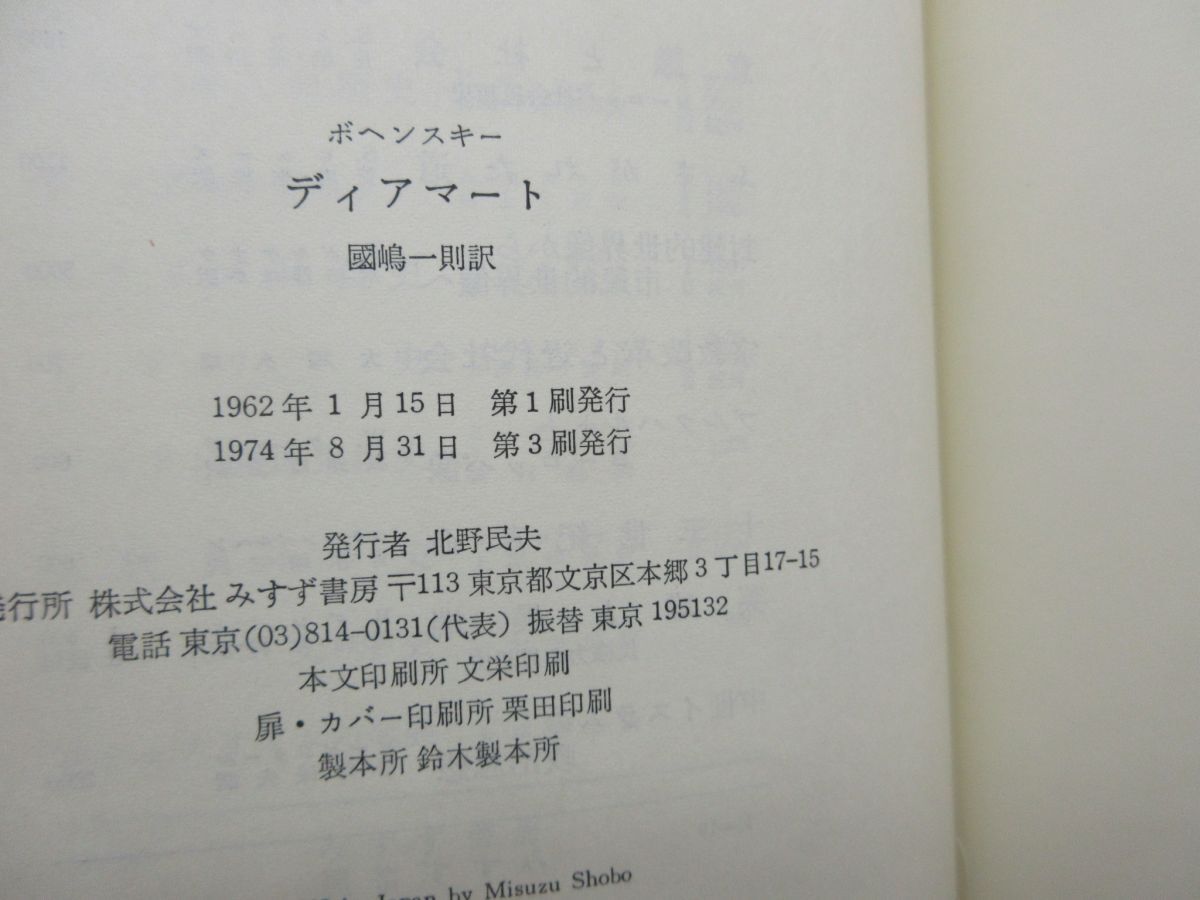 ボヘンスキー
ディアマート
國嶋一則訳
1962年 1 月 15日 第1刷発行
1974年 8 月 31日 第3刷発行
発行者 北野民夫
発行所 株式会社 みすず書房 〒113 東京都文京区本郷3丁目17-15
電話 東京(03)814-0131(代表) 振替 東京 195132
本文印刷所 文栄印刷
扉・カバー印刷所 栗田印刷
製本所 鈴木製本所
Japan by Misuzu Shobo